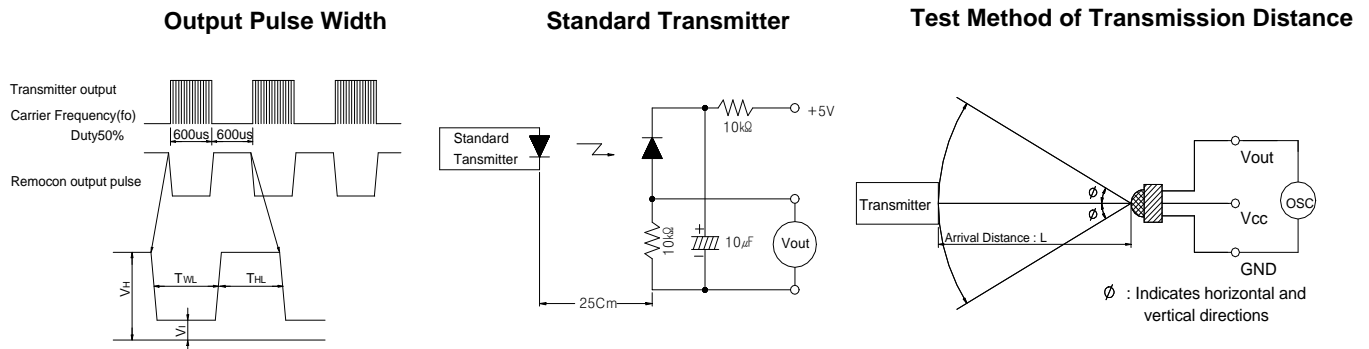 Output Pulse Width
Transmitter output
Carrier Frequency(fo)
Duty50%
600us 600us
Remocon output pulse
VH
TWL
THL
Vl
Standard Transmitter
Standard
Tansmitter
10kΩ
+5V
10kΩ
10㎌
+
Vout
25Cm
Test Method of Transmission Distance
Transmitter
ϕ
ϕ
Arrival Distance : L
Vout
Vcc
GND
OSC
ϕ : Indicates horizontal and
vertical directions